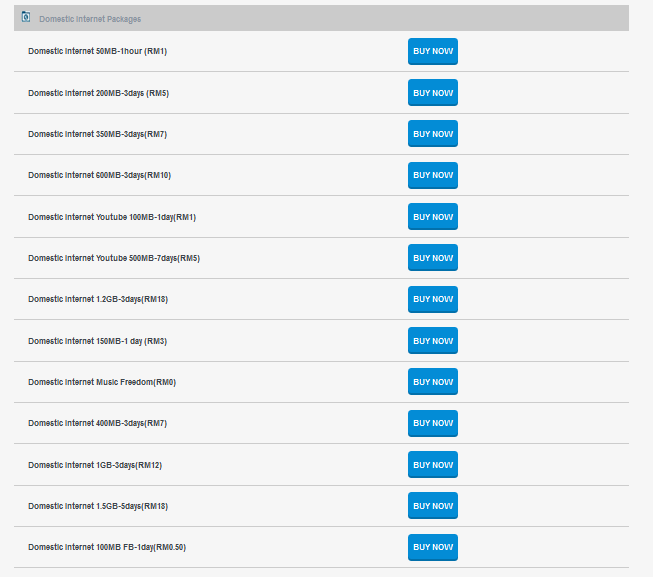 Domestic Internet Packages
Domestic Internet 50MB-1hour (RM1)
BUY NOW
Domestic Internet 200MB-3days (RM5)
BUY NOW
Domestic Internet 350MB-3days(RM7)
BUY NOW
Domestic Internet 600MB-3days(RM10)
BUY NOW
Domestic Internet Youtube 100MB-1day(RM1)
BUY NOW
Domestic Internet Youtube 500MB-7days(RM5)
BUY NOW
Domestic Internet 1.2GB-3days(RM18)
BUY NOW
Domestic Internet 150MB-1 day (RM3)
BUY NOW
Domestic Internet Music Freedom(RM0)
BUY NOW
Domestic Internet 400MB-3days(RM7)
BUY NOW
Domestic Internet 1GB-3days(RM12)
BUY NOW
Domestic Internet 1.5GB-5days(RM18)
BUY NOW
Domestic Internet 100MB FB-1day(RM0.50)
BUY NOW